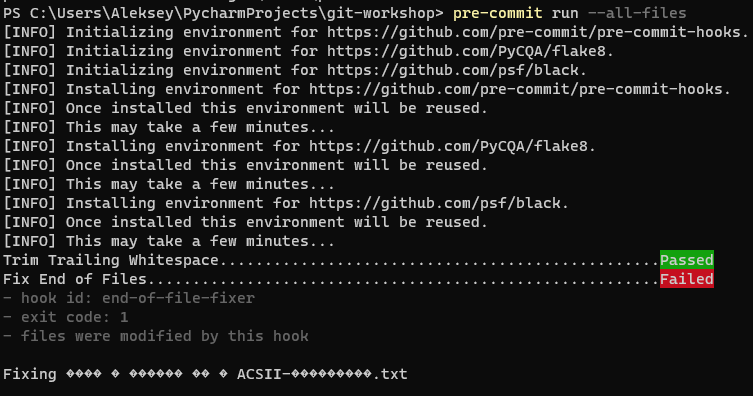 PS C:\Users\Aleksey\PycharmProjects\git-workshop> pre-commit run --all-files
[INFO] Initializing environment for https://github.com/pre-commit/pre-commit-hooks.
[INFO] Initializing environment for https://github.com/PyCQA/flake8.
[INFO] Initializing environment for https://github.com/psf/black.
[INFO] Installing environment for https://github.com/pre-commit/pre-commit-hooks.
[INFO] Once installed this environment will be reused.
[INFO] This may take a few minutes...
[INFO] Installing environment for https://github.com/PyCQA/flake8.
[INFO] Once installed this environment will be reused.
[INFO] This may take a few minutes...
[INFO] Installing environment for https://github.com/psf/black.
[INFO] Once installed this environment will be reused.
[INFO] This may take a few minutes...
Trim Trailing Whitespace.................................................Passed
Fix End of Files.........................................................Failed
- hook id: end-of-file-fixer
- exit code: 1
- files were modified by this hook
Fixing ���� � ������ �� � ACSII-���������.txt